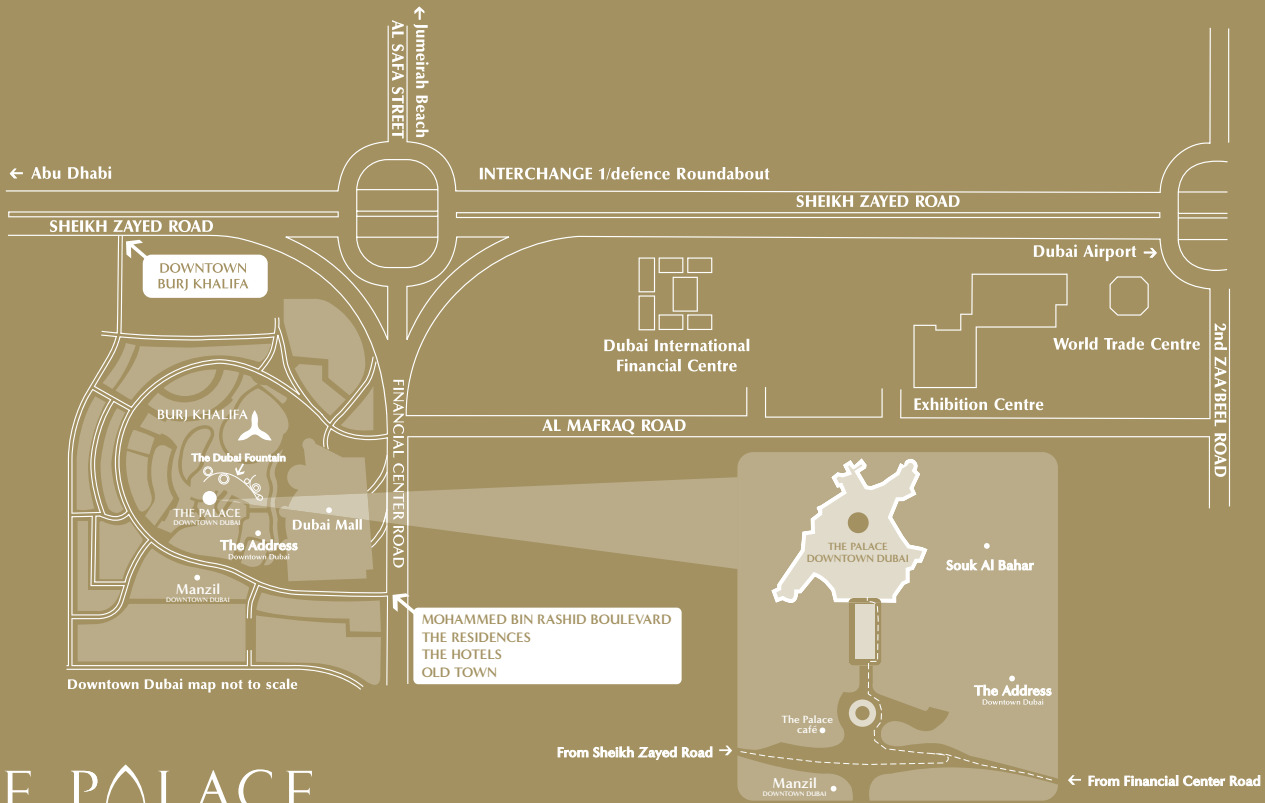 ← Jumeirah Beach
AL SAFA STREET
← Abu Dhabi
INTERCHANGE 1/defence Roundabout
SHEIKH ZAYED ROAD
SHEIKH ZAYED ROAD
Dubai Airport →
DOWNTOWN
BURJ KHALIFA
Dubai International
Financial Centre
World Trade Centre
2nd ZAA'BEEL ROAD
Exhibition Centre
FINANCIAL CENTER ROAD
AL MAFRAQ ROAD
BURJ KHALIFA
The Dubai Fountain
THE PALACE
DOWNTOWN DUBAI
Dubai Mall
The Address
Downtown Dubai
Manzil
DOWNTOWN DUBAI
THE PALACE
DOWNTOWN DUBAI
Souk Al Bahar
MOHAMMED BIN RASHID BOULEVARD
THE RESIDENCES
THE HOTELS
OLD TOWN
Downtown Dubai map not to scale
The Address
Downtown Dubai
The Palace
café
From Sheikh Zayed Road →
← From Financial Center Road
Manzil
DOWNTOWN DUBAI
E PALACE